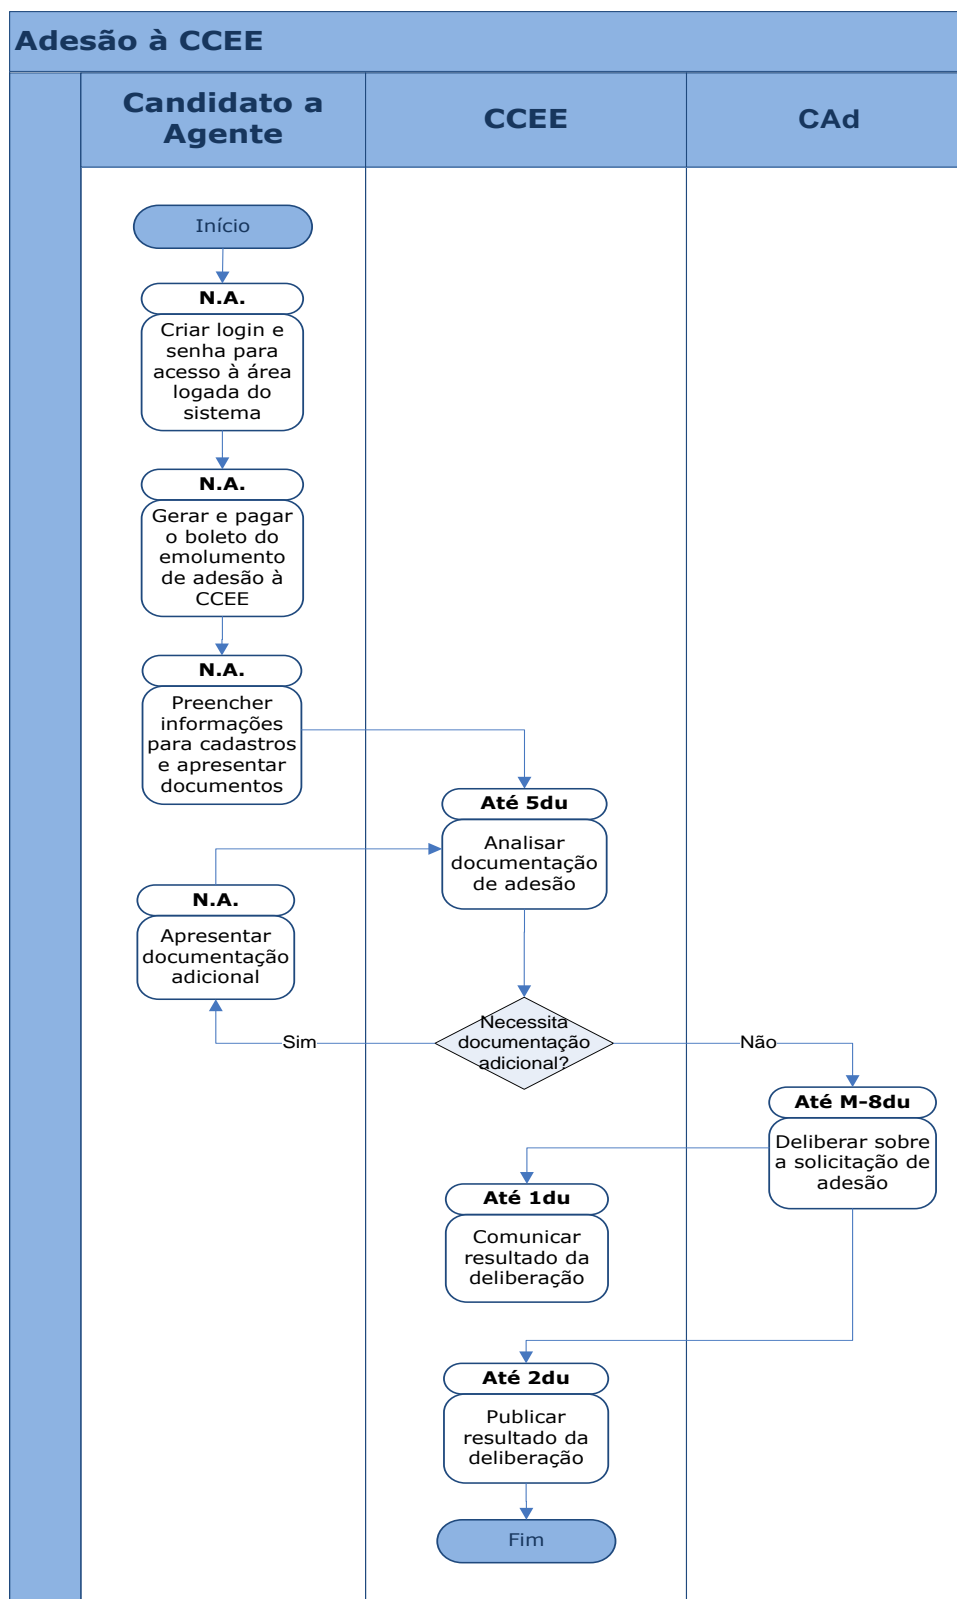 Adesão à CCEE
Candidato a
Agente
CCEE
CAd
Início
N.A.
Criar login e
senha para
acesso à área
logada do
sistema
N.A.
Gerar e pagar
o boleto do
emolumento
de adesão à
CCEE
N.A.
Preencher
informações
para cadastros
e apresentar
documentos
Até 5du
Analisar
documentação
de adesão
N.A.
Apresentar
documentação
adicional
Necessita
documentação
adicional?
Sim
Não
Até M-8du
Deliberar sobre
a solicitação de
adesão
Até 1du
Comunicar
resultado da
deliberação
Até 2du
Publicar
resultado da
deliberação
Fim